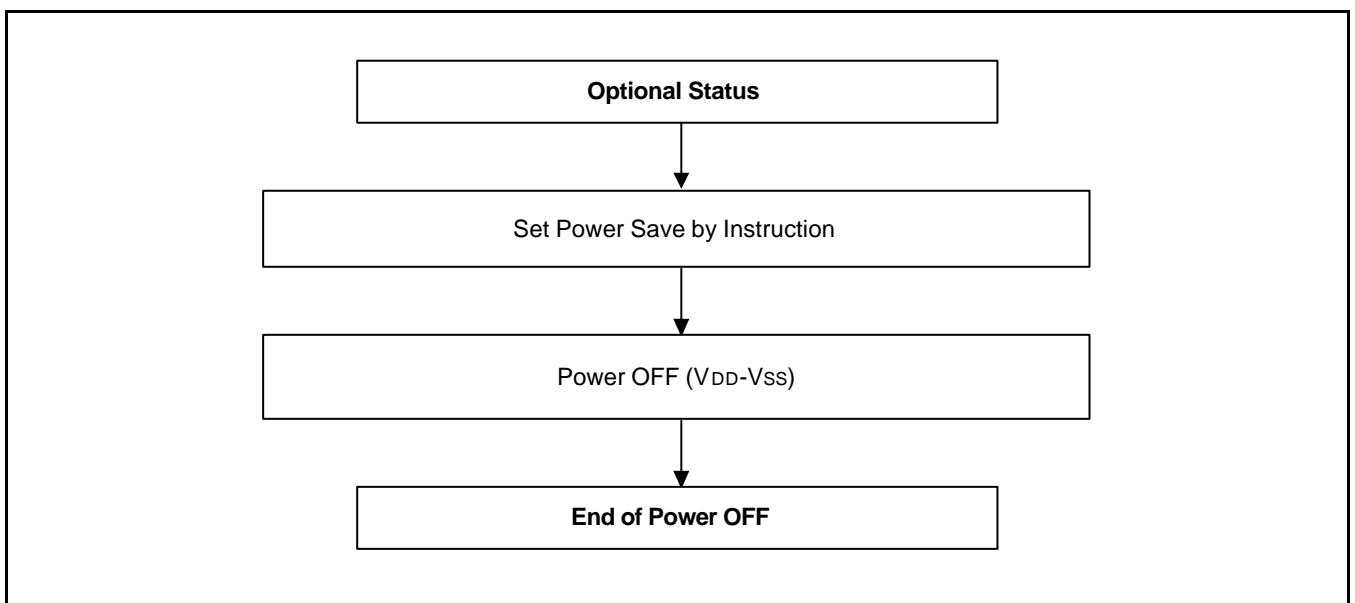 Optional Status
Set Power Save by Instruction
Power OFF (VDD-VSS)
End of Power OFF